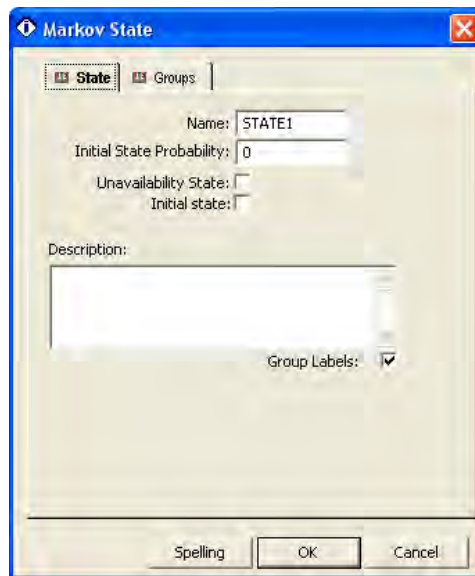 Markov State
State Groups
Name: STATE1
Initial State Probability: 0
Unavailability State:
Initial state:
Description:
Group Labels:
Spelling OK Cancel